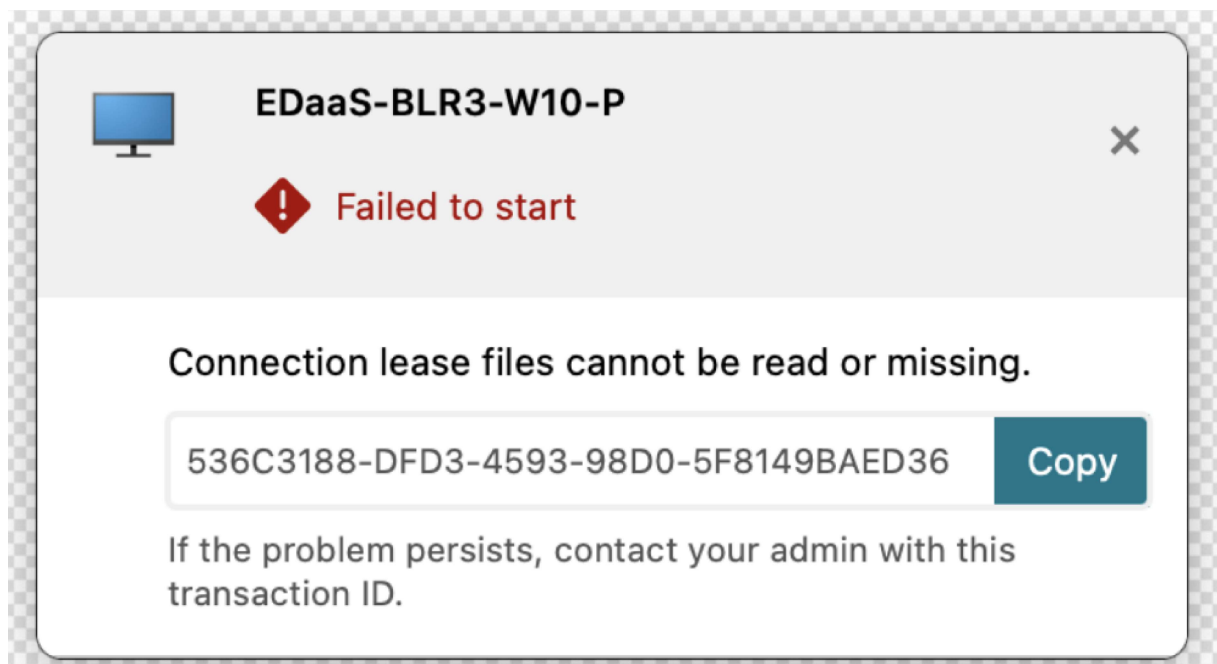 EDaaS-BLR3-W10-P
Failed to start
Connection lease files cannot be read or missing.
536C3188-DFD3-4593-98D0-5F8149BAED36
Copy
If the problem persists, contact your admin with this
transaction ID.